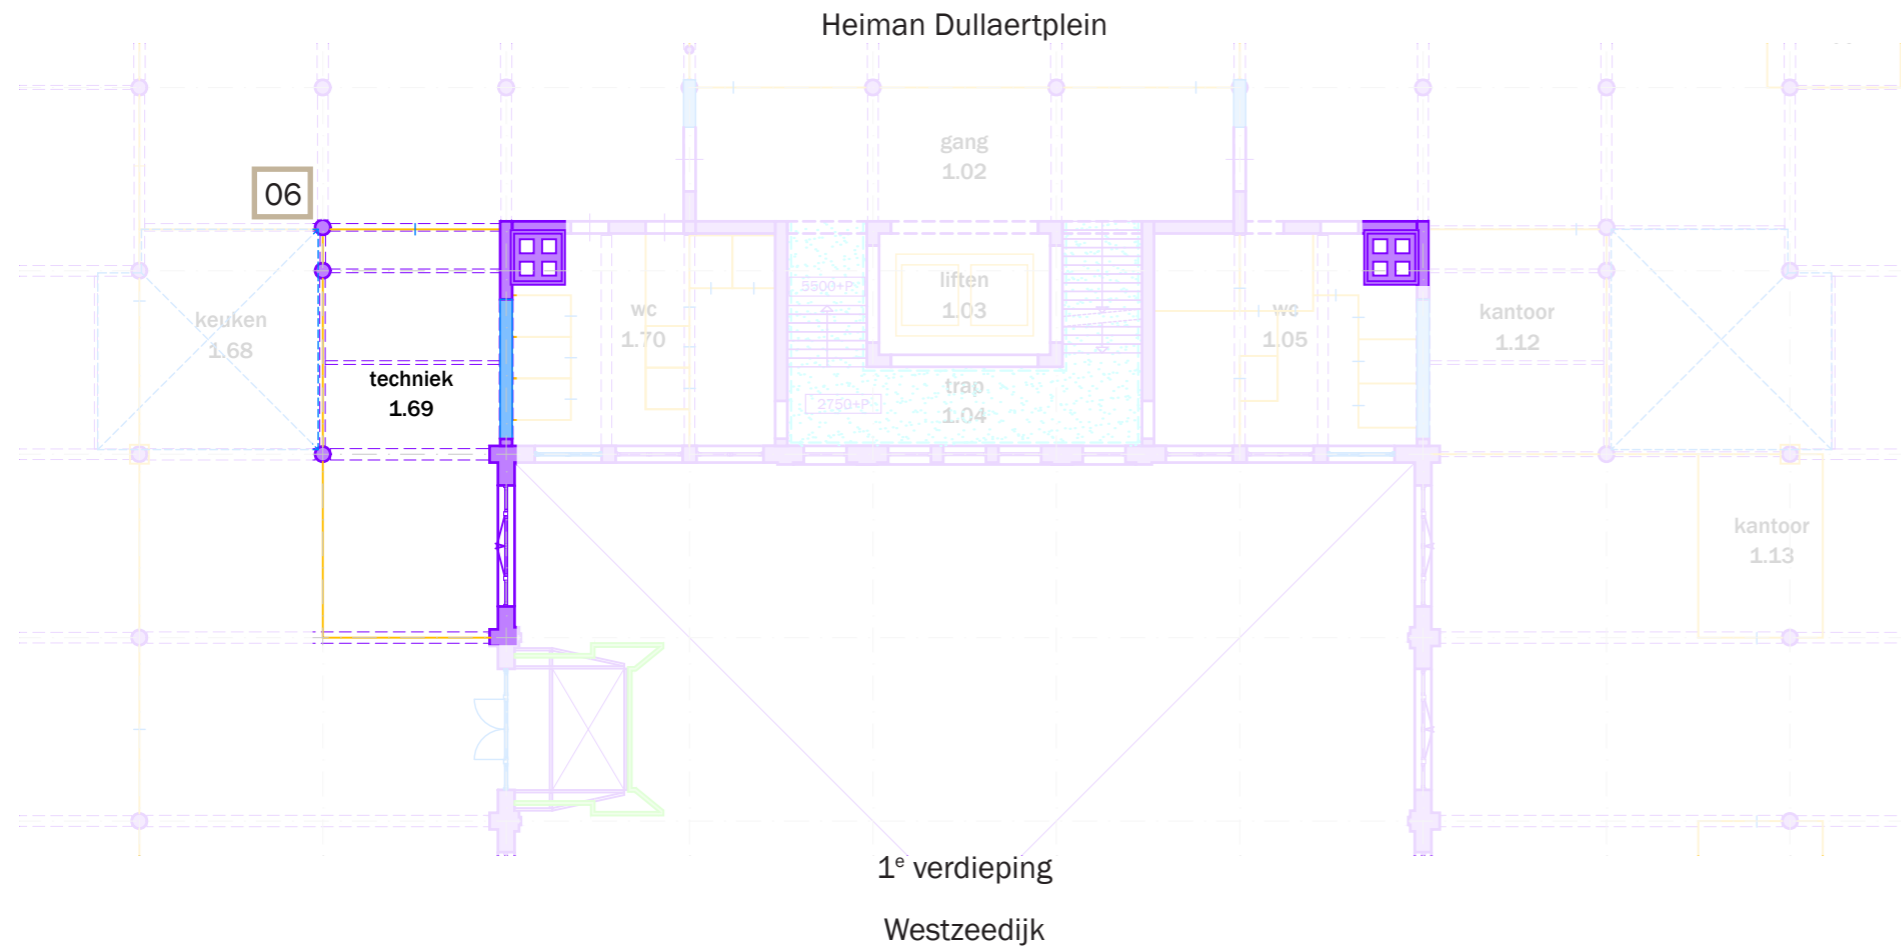 Heiman Dullaertplein
gang
1.02
06
5500+P
liften
1.03
keuken
1.68
wc
1.70
wc
1.05
kantoor
1.12
techniek
1.69
trap
1.04
2750+P
kantoor
1.13
1e verdieping
Westzeedijk